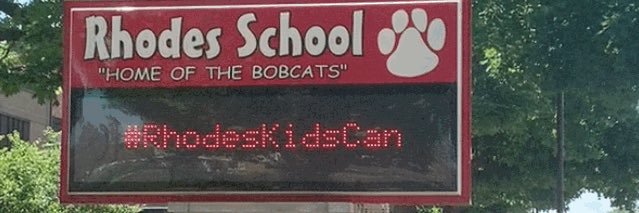 Rhodes School
"HOME OF THE BOBCATS"
#RhodesKidsCan